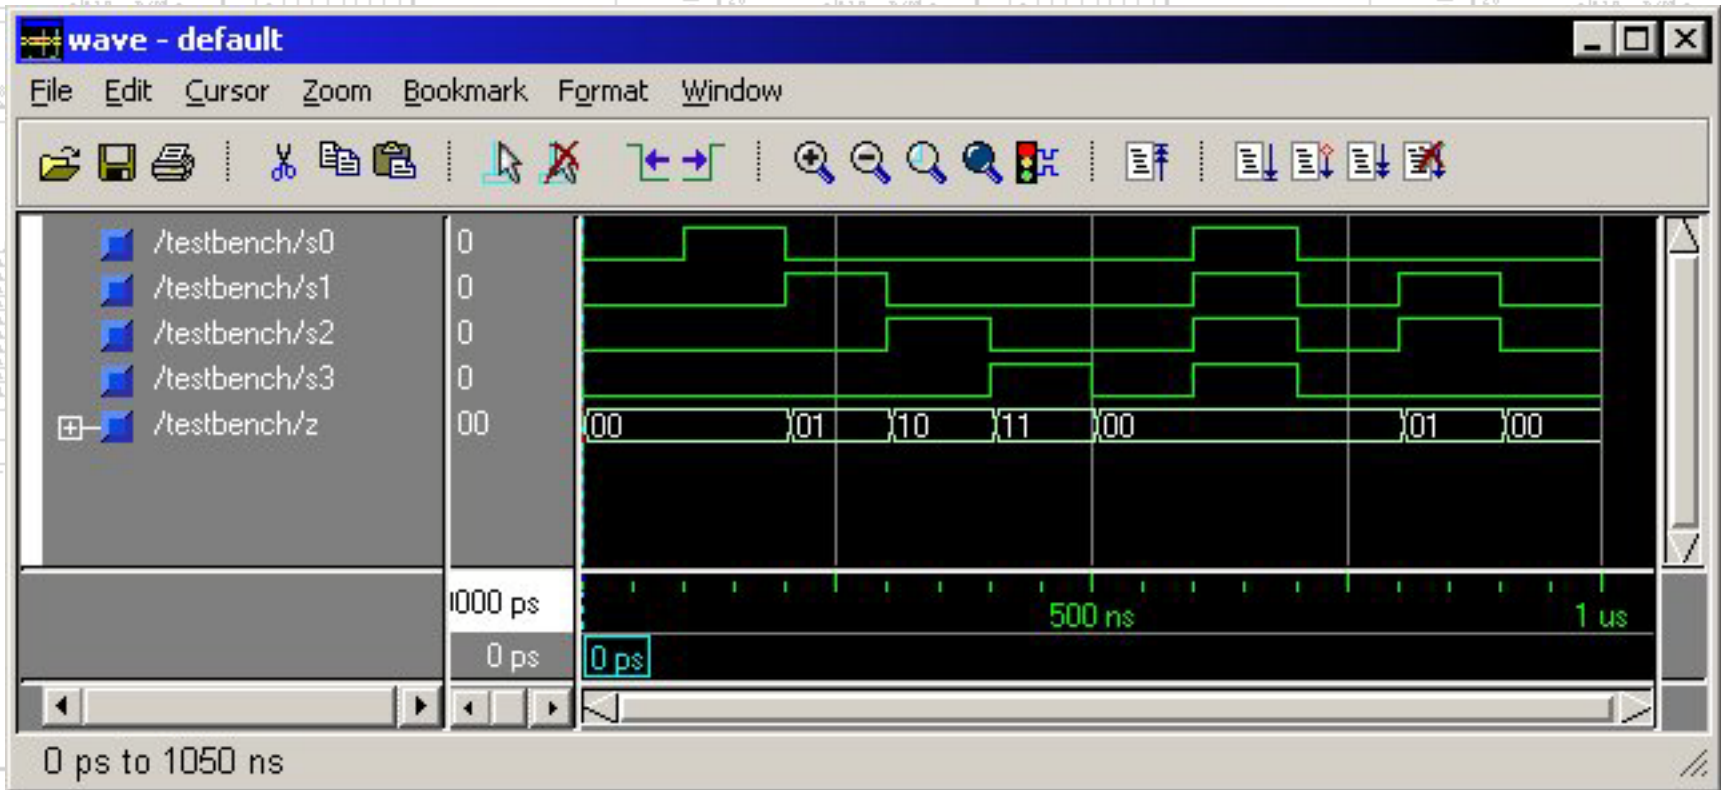 wave - default
File Edit Cursor Zoom Bookmark Format Window
/testbench/s0 0
/testbench/s1 0
/testbench/s2 0
/testbench/s3 0
/testbench/z 00 00 01 10 11 00 01 00
000 ps 500 ns 1 us
0 ps 0 ps
0 ps to 1050 ns